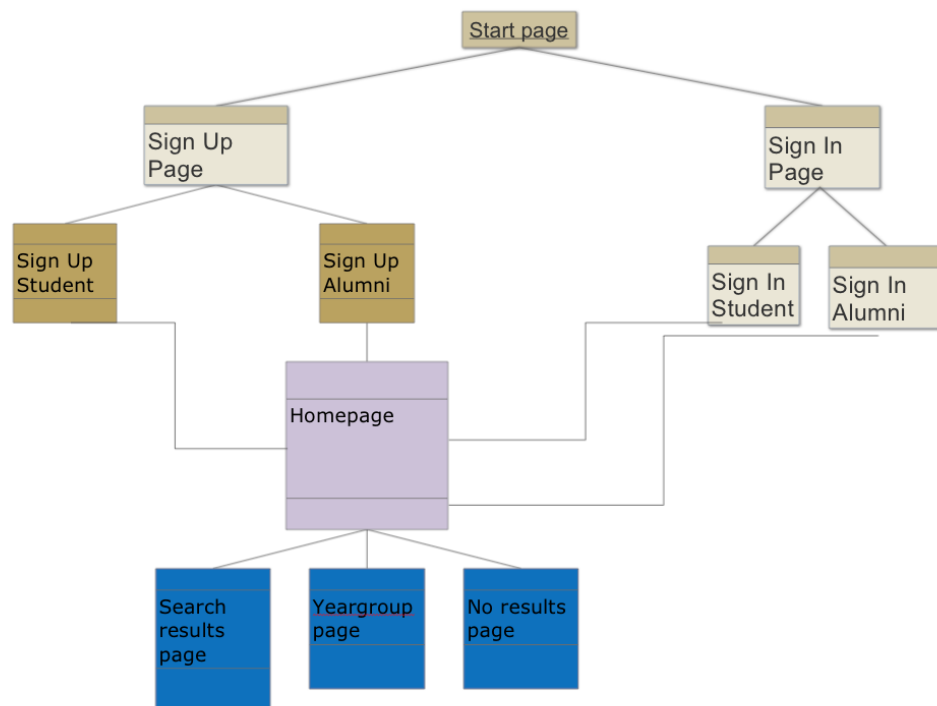 Start page
Sign Up
Page
Sign In
Page
Sign Up
Student
Sign Up
Alumni
Sign In
Student
Sign In
Alumni
Homepage
Search
results
page
Yeargroup
page
No results
page